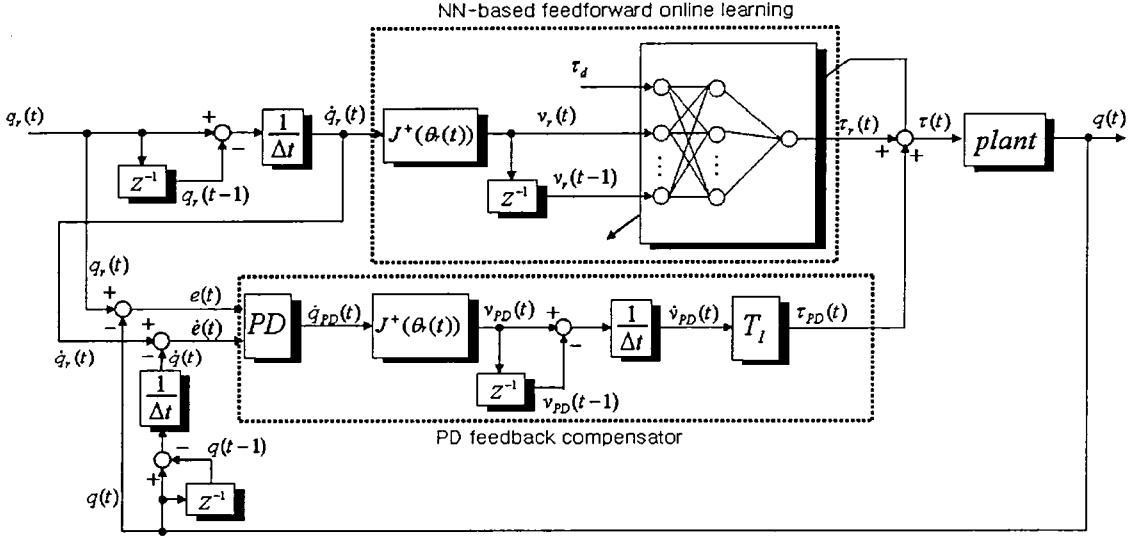 NN-based feedforward online learning
τ_d
q_r(t)
+
−
1/Δt
q̇_r(t)
J⁺(θ_r(t))
v_r(t)
τ_r(t)
+
+
τ(t)
plant
q(t)
Z⁻¹
q_r(t−1)
Z⁻¹
v_r(t−1)
q_r(t)
+
−
e(t)
+
−
ė(t)
q̇_r(t)
q̇(t)
PD
q̇_PD(t)
J⁺(θ_r(t))
v_PD(t)
+
−
1/Δt
v̇_PD(t)
T_1
τ_PD(t)
Z⁻¹
v_PD(t−1)
PD feedback compensator
1/Δt
−
+
q(t−1)
q(t)
Z⁻¹